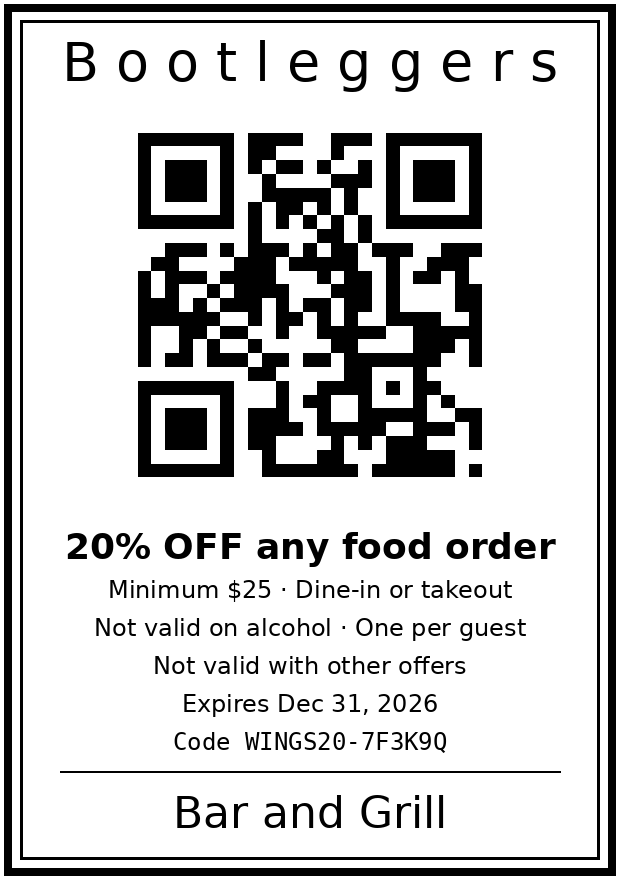 Bootleggers
20% OFF any food order
Minimum $25 · Dine-in or takeout
Not valid on alcohol · One per guest
Not valid with other offers
Expires Dec 31, 2026
Code WINGS20-7F3K9Q
Bar and Grill